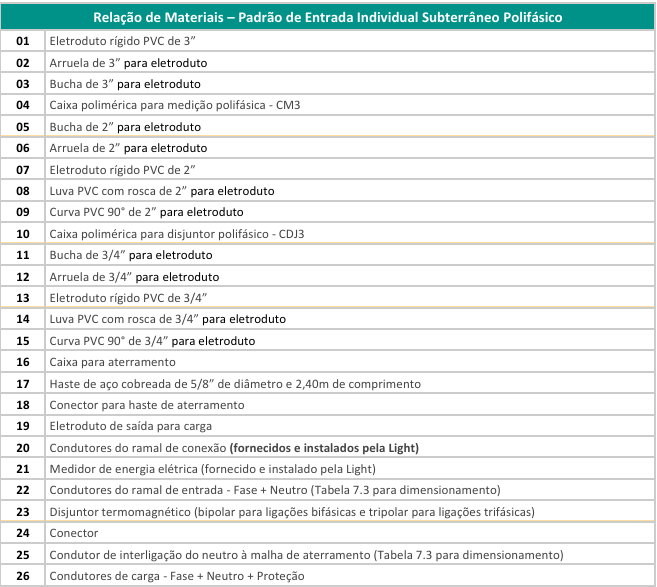 Relação de Materiais – Padrão de Entrada Individual Subterrâneo Polifásico
01 Eletroduto rígido PVC de 3”
02 Arruela de 3” para eletroduto
03 Bucha de 3” para eletroduto
04 Caixa polimérica para medição polifásica - CM3
05 Bucha de 2” para eletroduto
06 Arruela de 2” para eletroduto
07 Eletroduto rígido PVC de 2”
08 Luva PVC com rosca de 2” para eletroduto
09 Curva PVC 90° de 2” para eletroduto
10 Caixa polimérica para disjuntor polifásico - CDJ3
11 Bucha de 3/4” para eletroduto
12 Arruela de 3/4” para eletroduto
13 Eletroduto rígido PVC de 3/4”
14 Luva PVC com rosca de 3/4” para eletroduto
15 Curva PVC 90° de 3/4” para eletroduto
16 Caixa para aterramento
17 Haste de aço cobreada de 5/8” de diâmetro e 2,40m de comprimento
18 Conector para haste de aterramento
19 Eletroduto de saída para carga
20 Condutores do ramal de conexão (fornecidos e instalados pela Light)
21 Medidor de energia elétrica (fornecido e instalado pela Light)
22 Condutores do ramal de entrada - Fase + Neutro (Tabela 7.3 para dimensionamento)
23 Disjuntor termomagnético (bipolar para ligações bifásicas e tripolar para ligações trifásicas)
24 Conector
25 Condutor de interligação do neutro à malha de aterramento (Tabela 7.3 para dimensionamento)
26 Condutores de carga - Fase + Neutro + Proteção